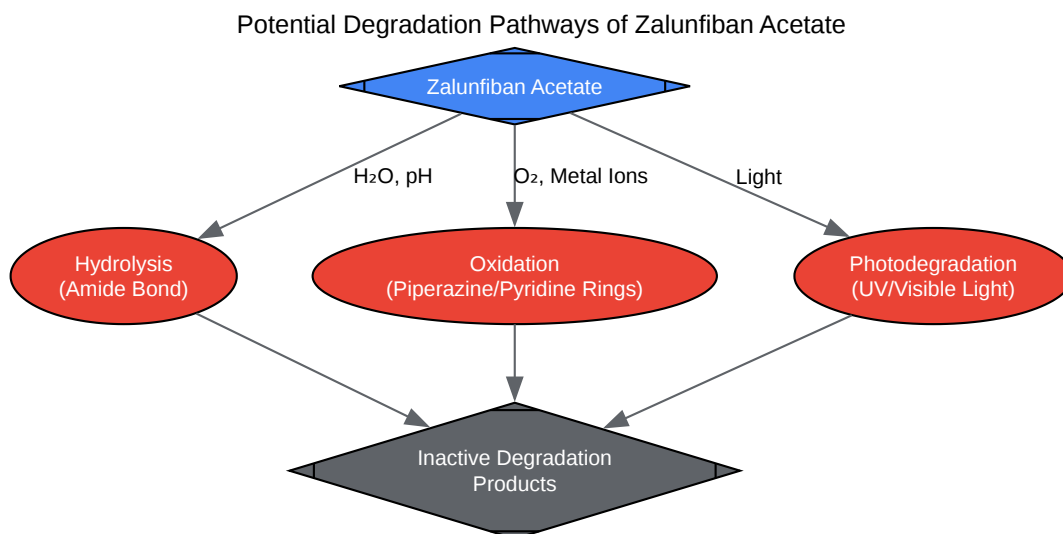 Potential Degradation Pathways of Zalunfiban Acetate
Zalunfiban Acetate
H₂O, pH
O₂, Metal Ions
Light
Hydrolysis
(Amide Bond)
Oxidation
(Piperazine/Pyridine Rings)
Photodegradation
(UV/Visible Light)
Inactive Degradation
Products